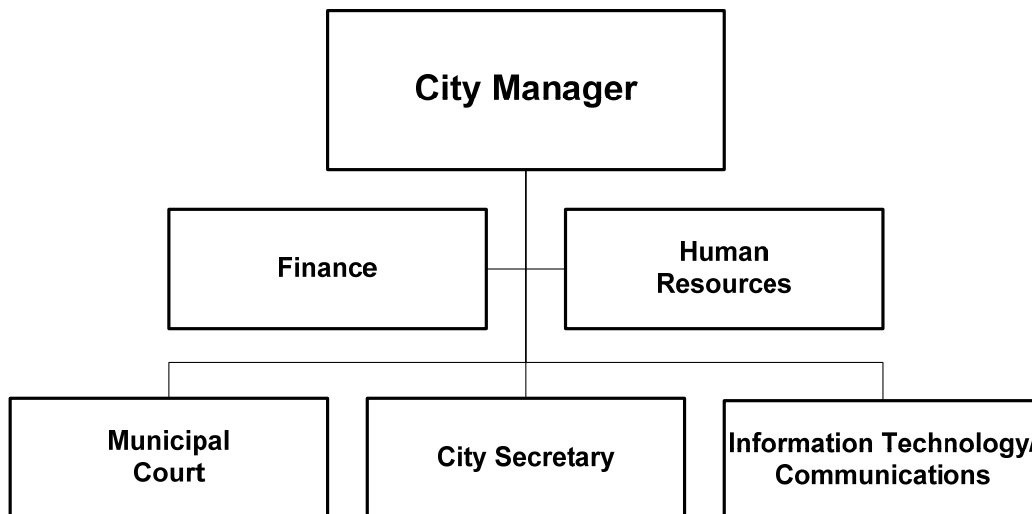 City Manager
Finance
Human
Resources
Municipal
Court
City Secretary
Information Technology/
Communications